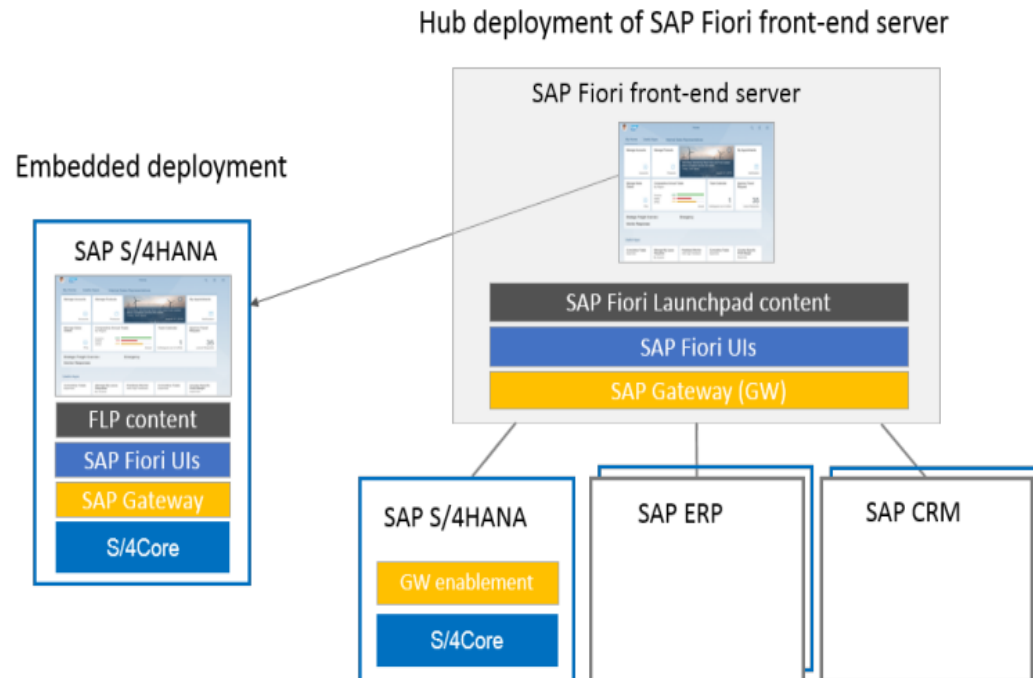 Hub deployment of SAP Fiori front-end server
SAP Fiori front-end server
Embedded deployment
SAP S/4HANA
FLP content
SAP Fiori UIs
SAP Gateway
S/4Core
SAP Fiori Launchpad content
SAP Fiori UIs
SAP Gateway (GW)
SAP S/4HANA
GW enablement
S/4Core
SAP ERP
SAP CRM